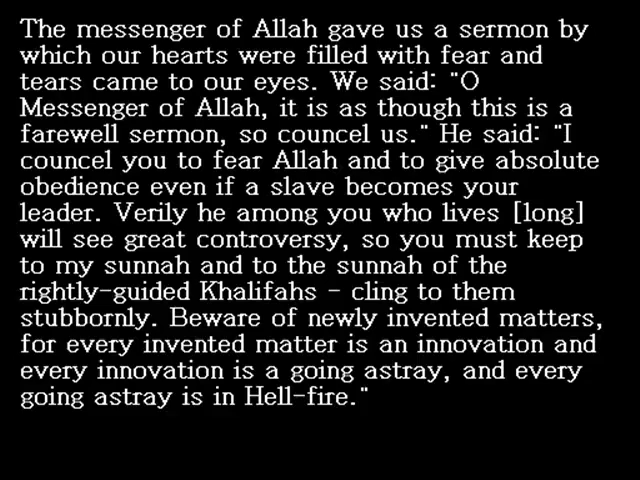 The messenger of Allah gave us a sermon by
which our hearts were filled with fear and
tears came to our eyes. We said: "O
Messenger of Allah, it is as though this is a
farewell sermon, so councel us." He said: "I
councel you to fear Allah and to give absolute
obedience even if a slave becomes your
leader. Verily he among you who lives [long]
will see great controversy, so you must keep
to my sunnah and to the sunnah of the
rightly-guided Khalifahs - cling to them
stubbornly. Beware of newly invented matters,
for every invented matter is an innovation and
every innovation is a going astray, and every
going astray is in Hell-fire."